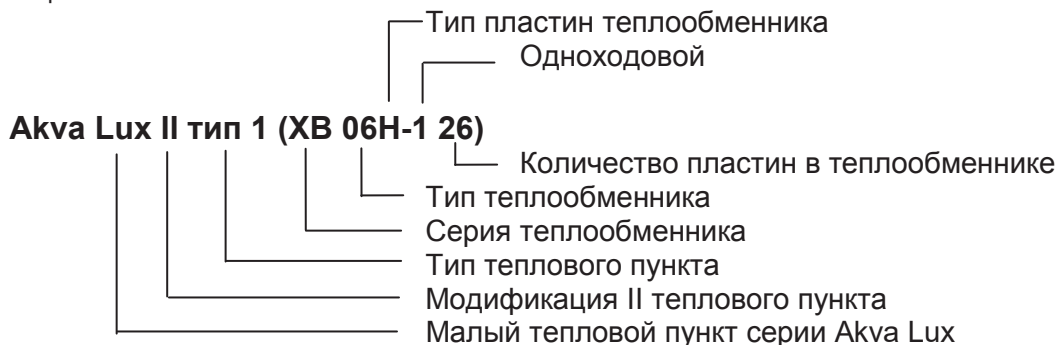 Тип пластин теплообменника
Одноходовой
Akva Lux II тип 1 (XB 06H-1 26)
Количество пластин в теплообменнике
Тип теплообменника
Серия теплообменника
Тип теплового пункта
Модификация II теплового пункта
Малый тепловой пункт серии Akva Lux